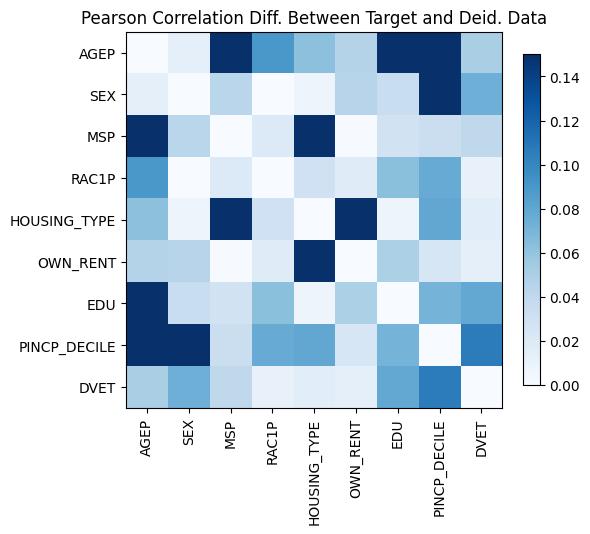 Pearson Correlation Diff. Between Target and Deid. Data
AGEP
SEX
MSP
RAC1P
HOUSING_TYPE
OWN_RENT
EDU
PINCP_DECILE
DVET
AGEP
SEX
MSP
RAC1P
HOUSING_TYPE
OWN_RENT
EDU
PINCP_DECILE
DVET
0.14
0.12
0.10
0.08
0.06
0.04
0.02
0.00